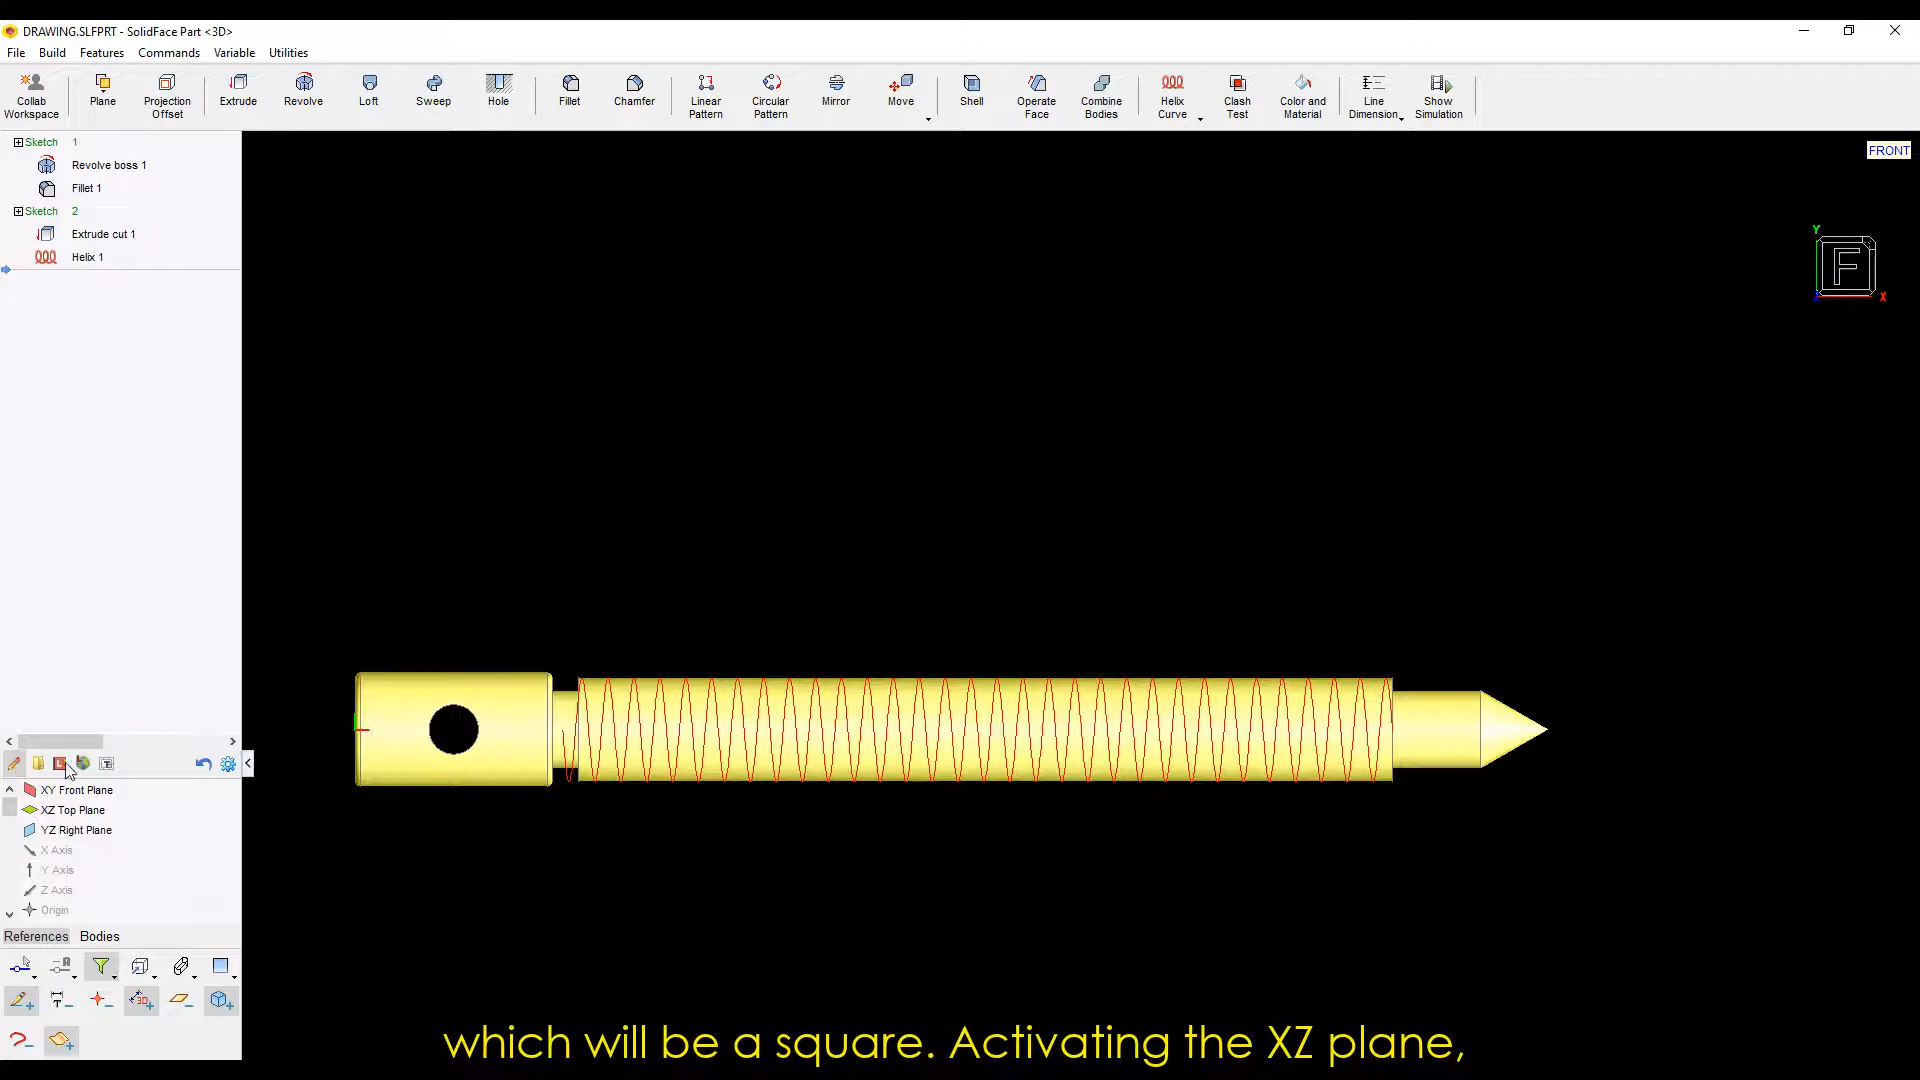 DRAWING.SLFPRT - SolidFace Part <3D>
File Build Features Commands Variable Utilities
Collab Workspace
Plane
Projection Offset
Extrude
Revolve
Loft
Sweep
Hole
Fillet
Chamfer
Linear Pattern
Circular Pattern
Mirror
Move
Shell
Operate Face
Combine Bodies
Helix Curve
Clash Test
Color and Material
Line Dimension
Show Simulation
Sketch 1
Revolve boss 1
Fillet 1
Sketch 2
Extrude cut 1
Helix 1
FRONT
Y
F
X
XY Front Plane
XZ Top Plane
YZ Right Plane
X Axis
Y Axis
Z Axis
Origin
References Bodies
which will be a square. Activating the XZ plane,